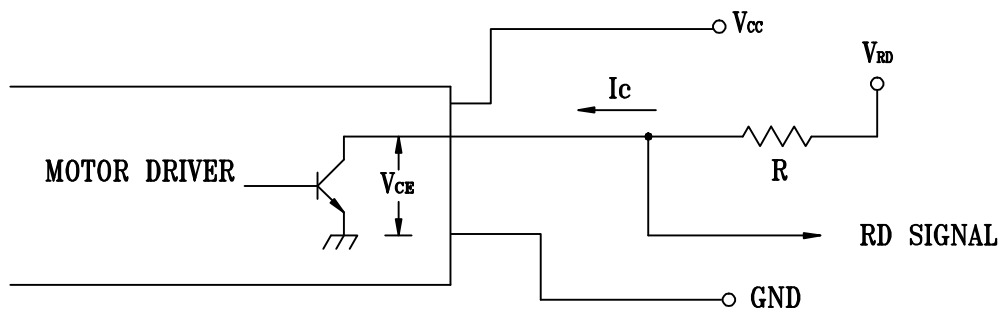 VCC
VRD
Ic
MOTOR DRIVER
VCE
R
RD SIGNAL
GND